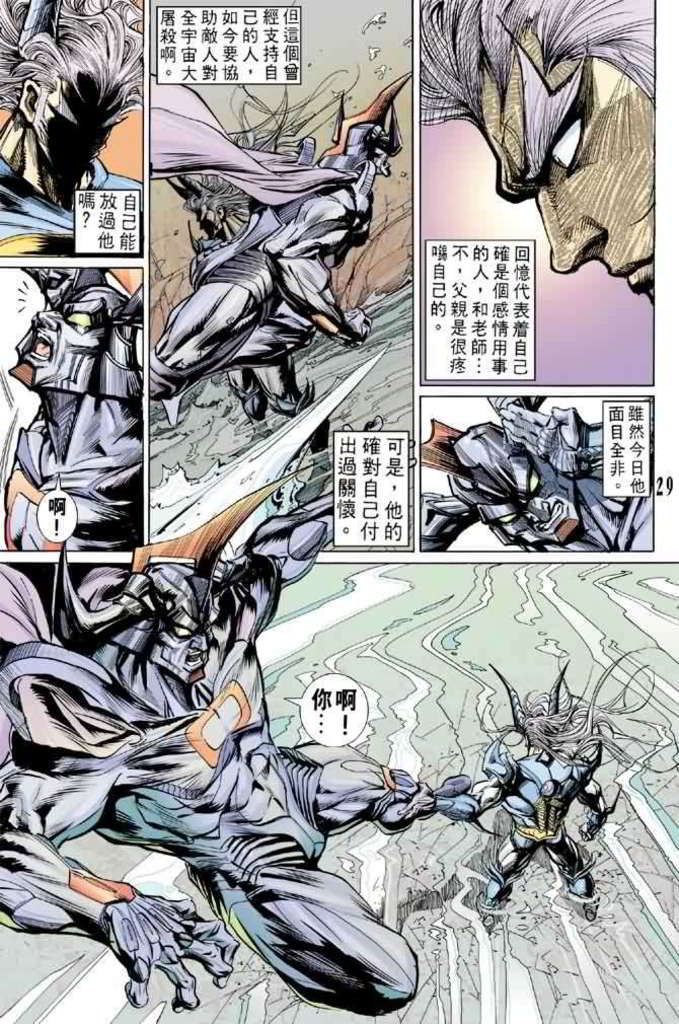 回憶代表着自己
確是個感情用事
的人，和老師…
不，父親是很疼
鍚自己的。
雖然今日他
面目全非。
29
可是，他的
確對自己付
出過關懷。
但這個曾
經支持自
己的人，
如今要協
助敵人對
全宇宙大
屠殺啊。
自己能
放過他
嗎？
啊！
啊！
你…